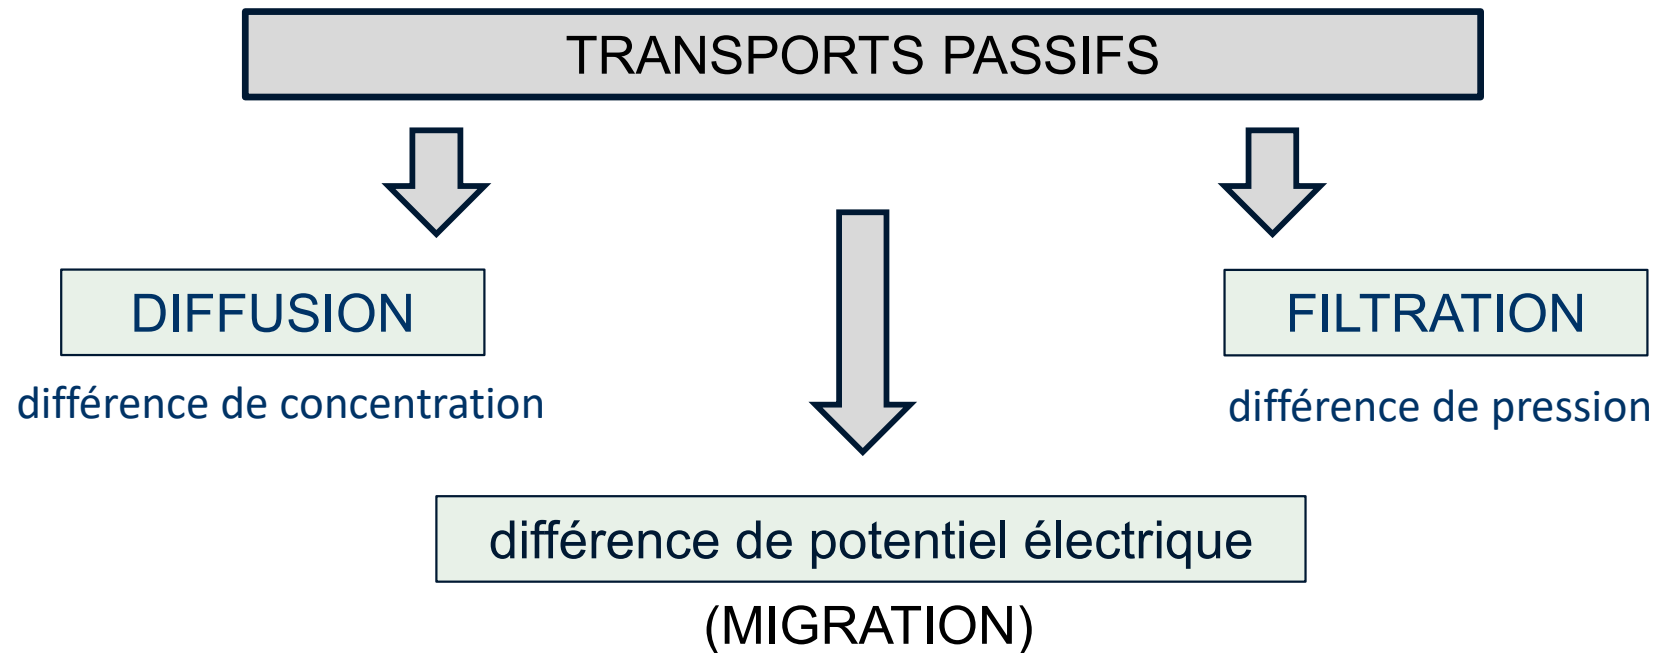 TRANSPORTS PASSIFS
DIFFUSION
différence de concentration
FILTRATION
différence de pression
différence de potentiel électrique
(MIGRATION)